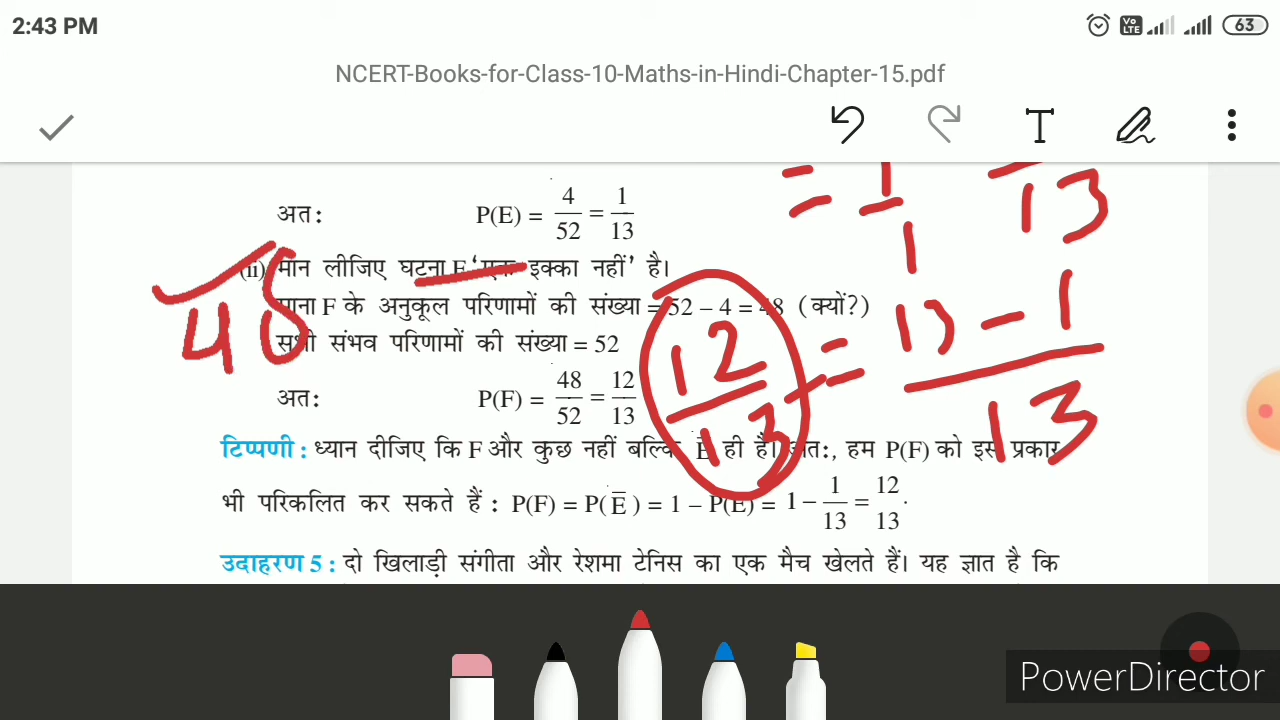 2:43 PM
Vo LTE
63
NCERT-Books-for-Class-10-Maths-in-Hindi-Chapter-15.pdf
T
= 1/1
13
अतः P(E) = 4/52 = 1/13
(ii) मान लीजिए घटना F ‘एक इक्का नहीं’ है।
48
माना F के अनुकूल परिणामों की संख्या = 52 – 4 = 48 (क्यों?)
सभी संभव परिणामों की संख्या = 52
= 13 - 1/13
अतः P(F) = 48/52 = 12/13
12/13
टिप्पणी : ध्यान दीजिए कि F और कुछ नहीं बल्कि E̅ ही है। अतः, हम P(F) को इस प्रकार
भी परिकलित कर सकते हैं : P(F) = P(E̅) = 1 – P(E) = 1 – 1/13 = 12/13.
उदाहरण 5 : दो खिलाड़ी संगीता और रेशमा टेनिस का एक मैच खेलते हैं। यह ज्ञात है कि
PowerDirector